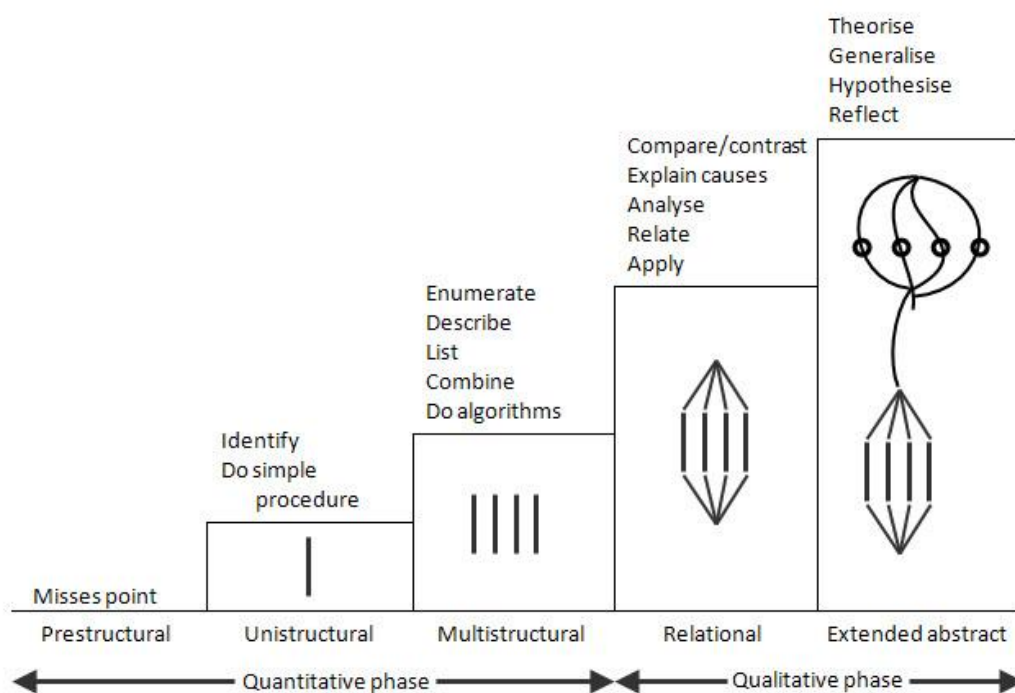 Theorise
Generalise
Hypothesise
Reflect
Compare/contrast
Explain causes
Analyse
Relate
Apply
Enumerate
Describe
List
Combine
Do algorithms
Identify
Do simple
procedure
Misses point
Prestructural
Unistructural
Multistructural
Relational
Extended abstract
Quantitative phase
Qualitative phase